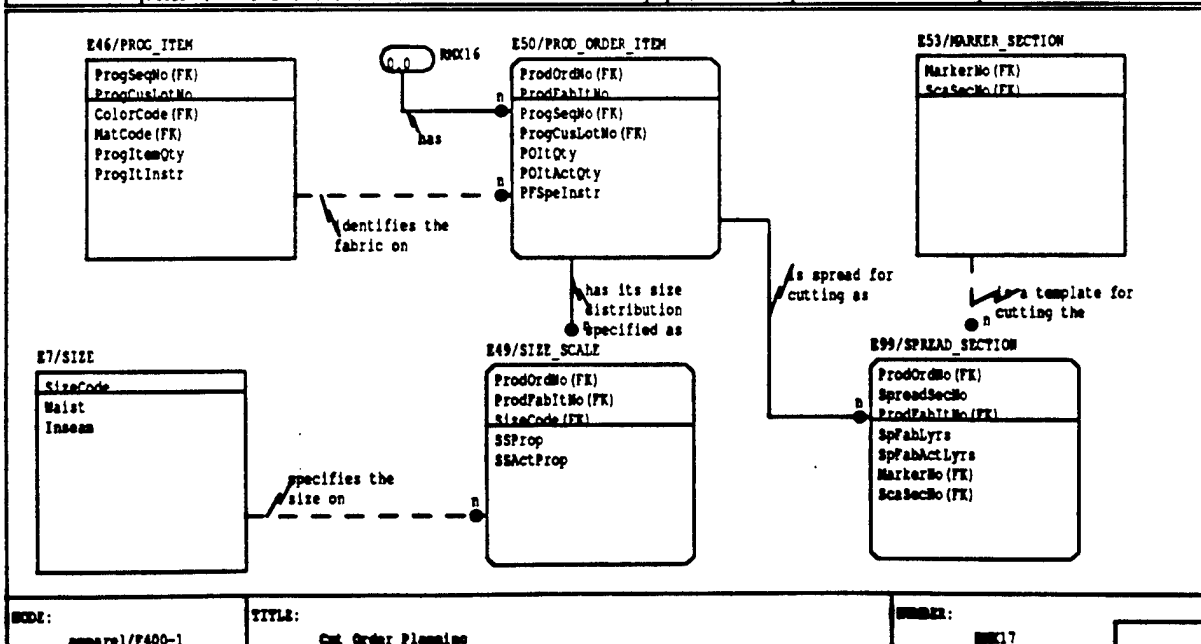 E46/PROG_ITEM
ProgSeqNo(FK)
ProgCusLotNo
ColorCode(FK)
MatCode(FK)
ProgItemQty
ProgItInstr
RMX16
0.0
n
has
E50/PROD_ORDER_ITEM
ProdOrdNo(FK)
ProdFabItNo
ProgSeqNo(FK)
ProgCusLotNo(FK)
POItQty
POItActQty
PFSpeInstr
E53/MARKER_SECTION
MarkerNo(FK)
ScaSecNo(FK)
n
identifies the
fabric on
has its size
distribution
specified as
n
is spread for
cutting as
is a template for
cutting the
n
E7/SIZE
SizeCode
Waist
Inseam
specifies the
size on
n
E49/SIZE_SCALE
ProdOrdNo(FK)
ProdFabItNo(FK)
SizeCode(FK)
SSProp
SSActProp
n
E99/SPREAD_SECTION
ProdOrdNo(FK)
SpreadSecNo
ProdFabItNo(FK)
SpFabLyrs
SpFabActLyrs
MarkerNo(FK)
ScaSecNo(FK)
NODE:
apparel/F400-1
TITLE:
Cut Order Planning
NUMBER:
RMX17